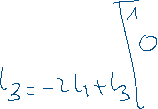 1
0
l₃ = -2l₁ + l₃